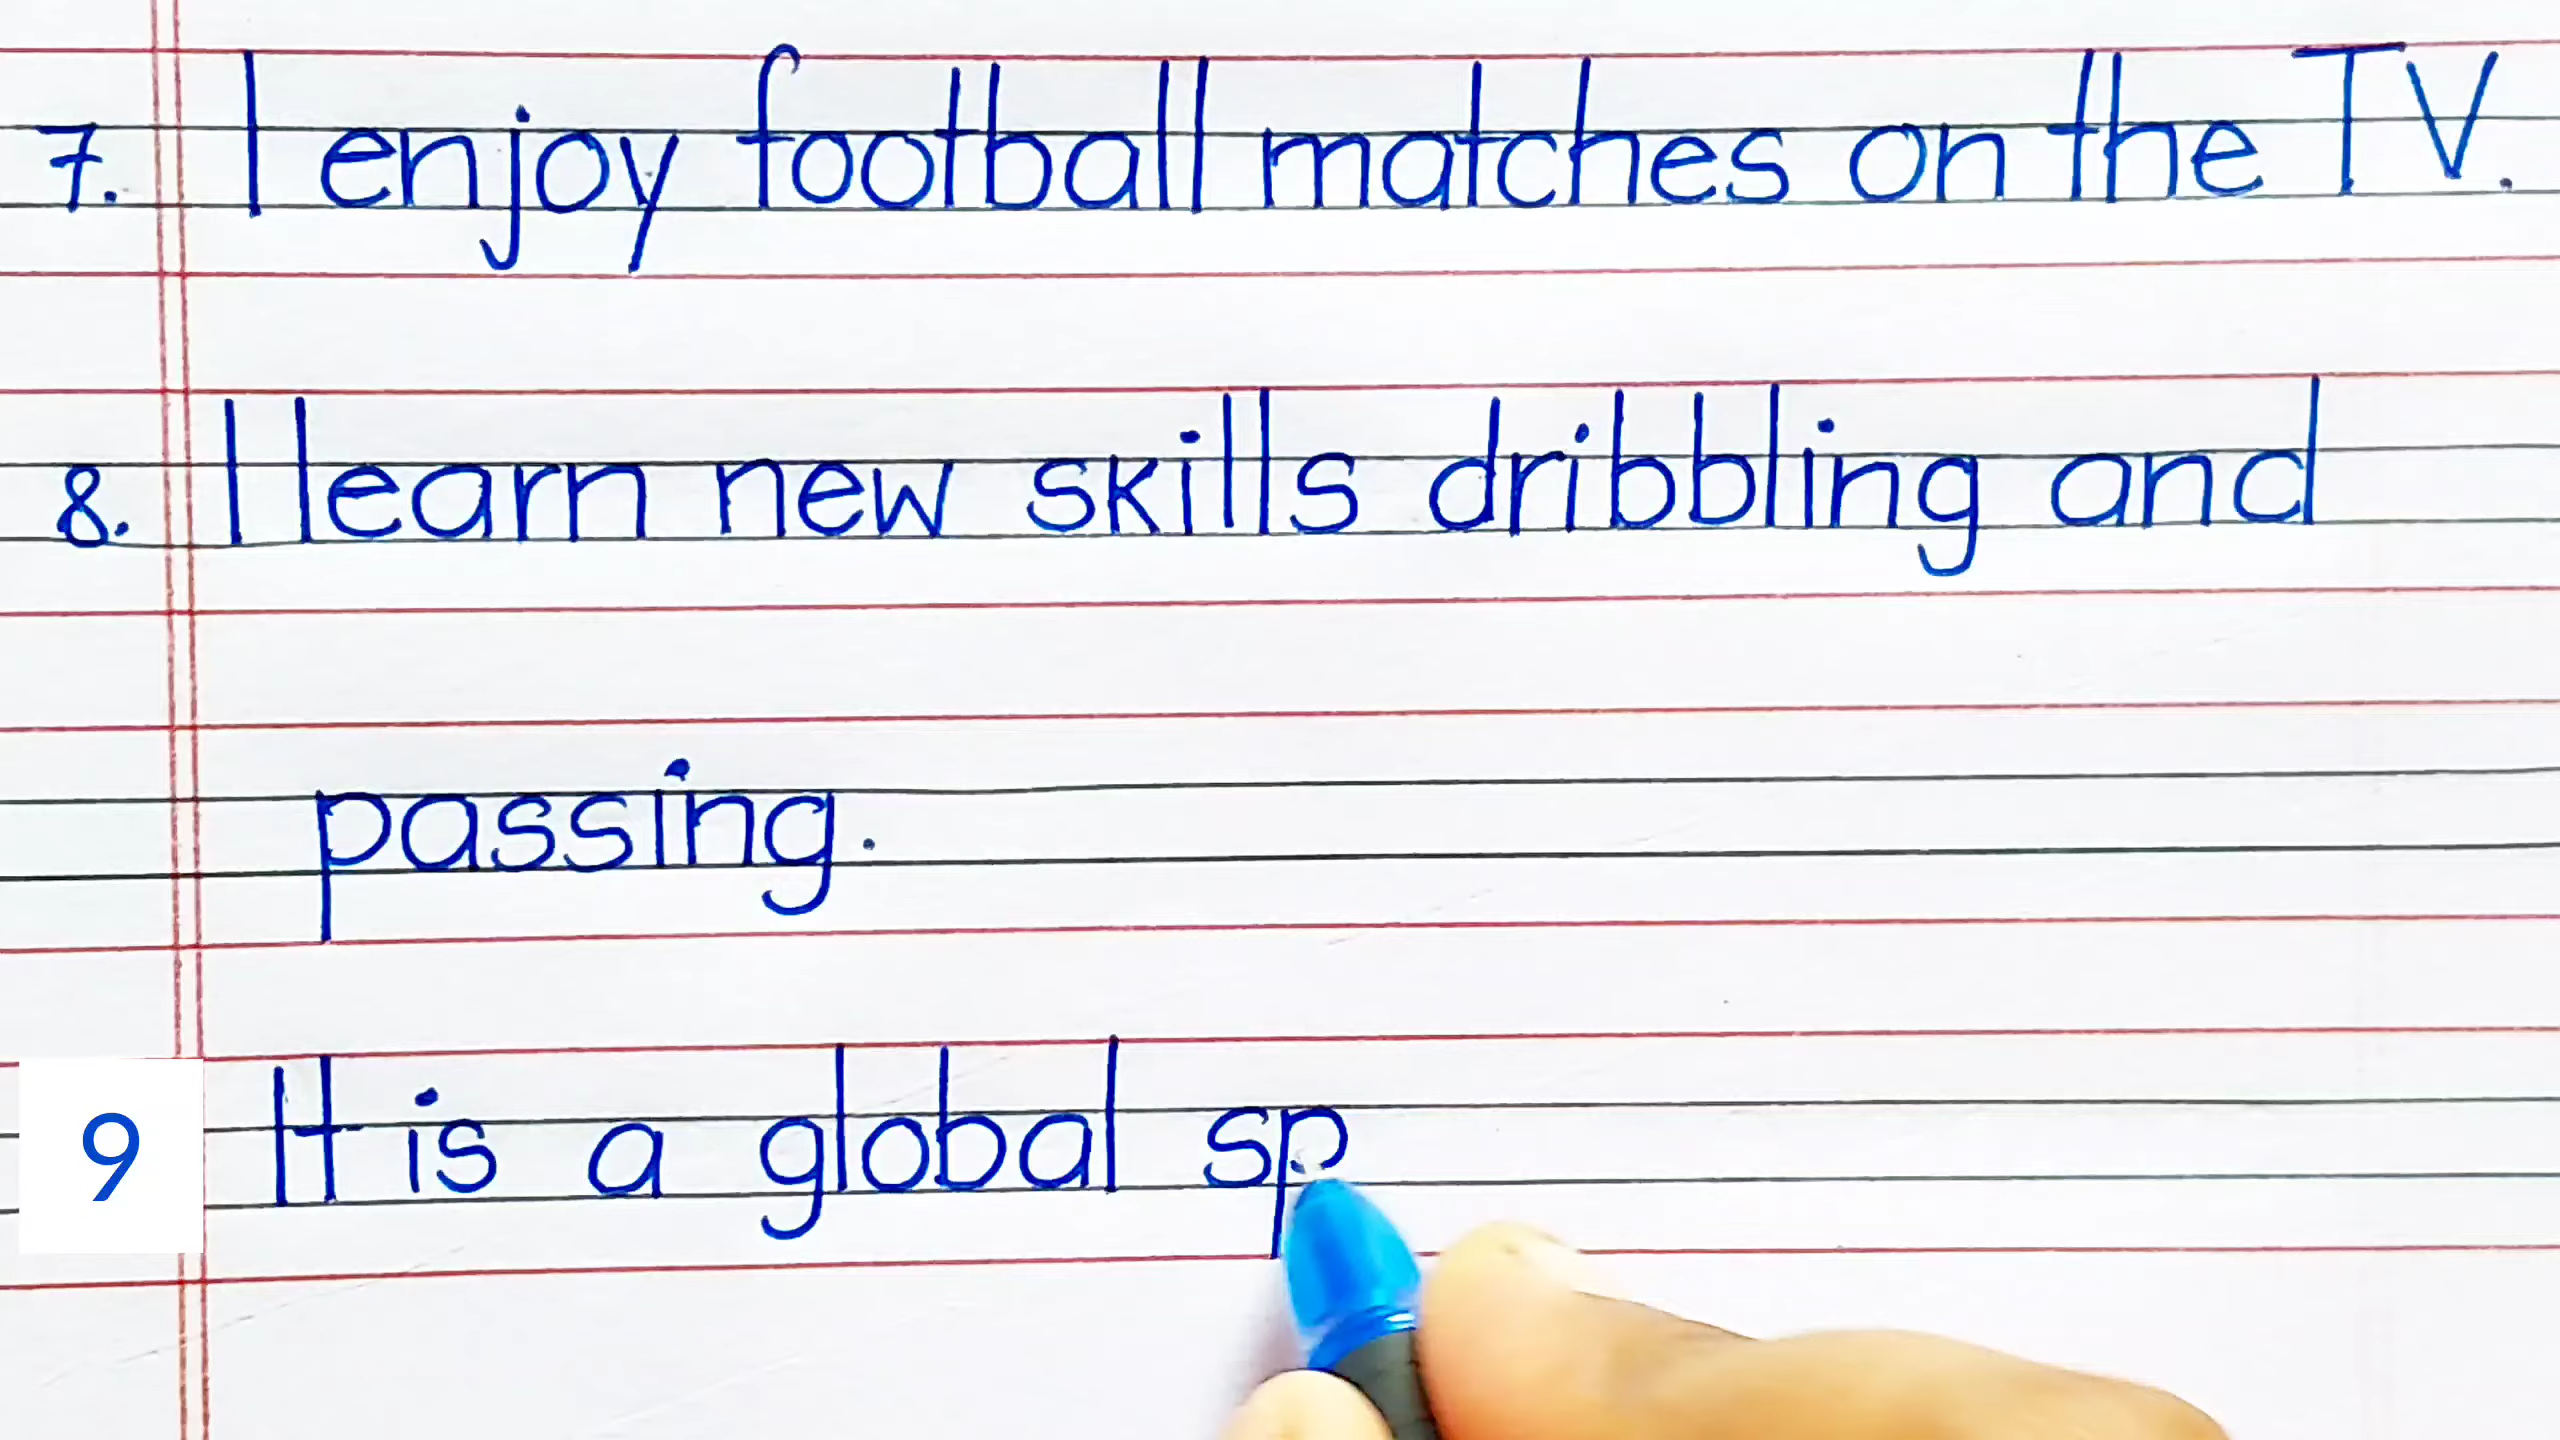 7. I enjoy football matches on the TV.
8. I learn new skills dribbling and
passing.
9 It is a global sp